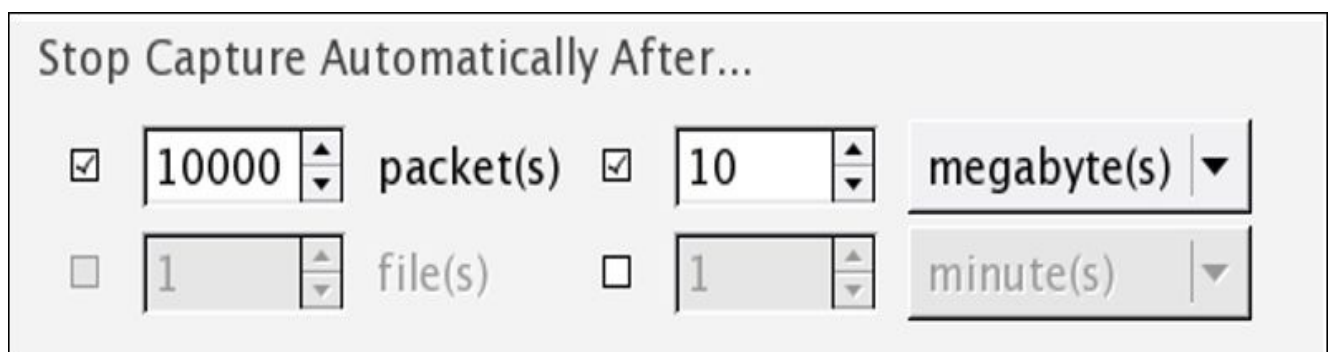 Stop Capture Automatically After...
10000 packet(s) 10 megabyte(s)
1 file(s) 1 minute(s)